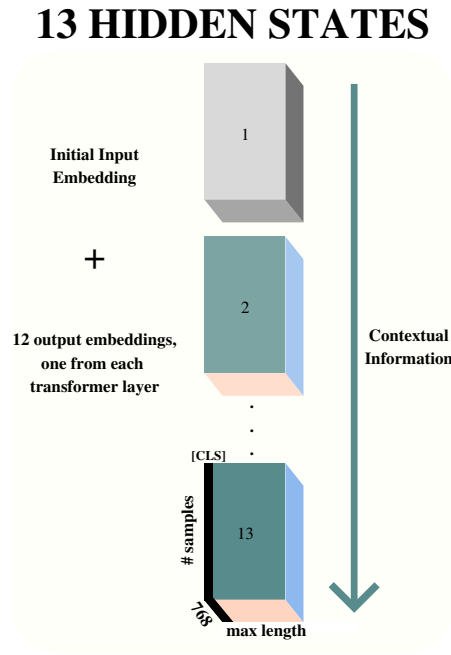 13 HIDDEN STATES
1
Initial Input
Embedding
+
2
12 output embeddings,
one from each
transformer layer
Contextual
Information
.
.
.
[CLS]
# samples
13
768
max length